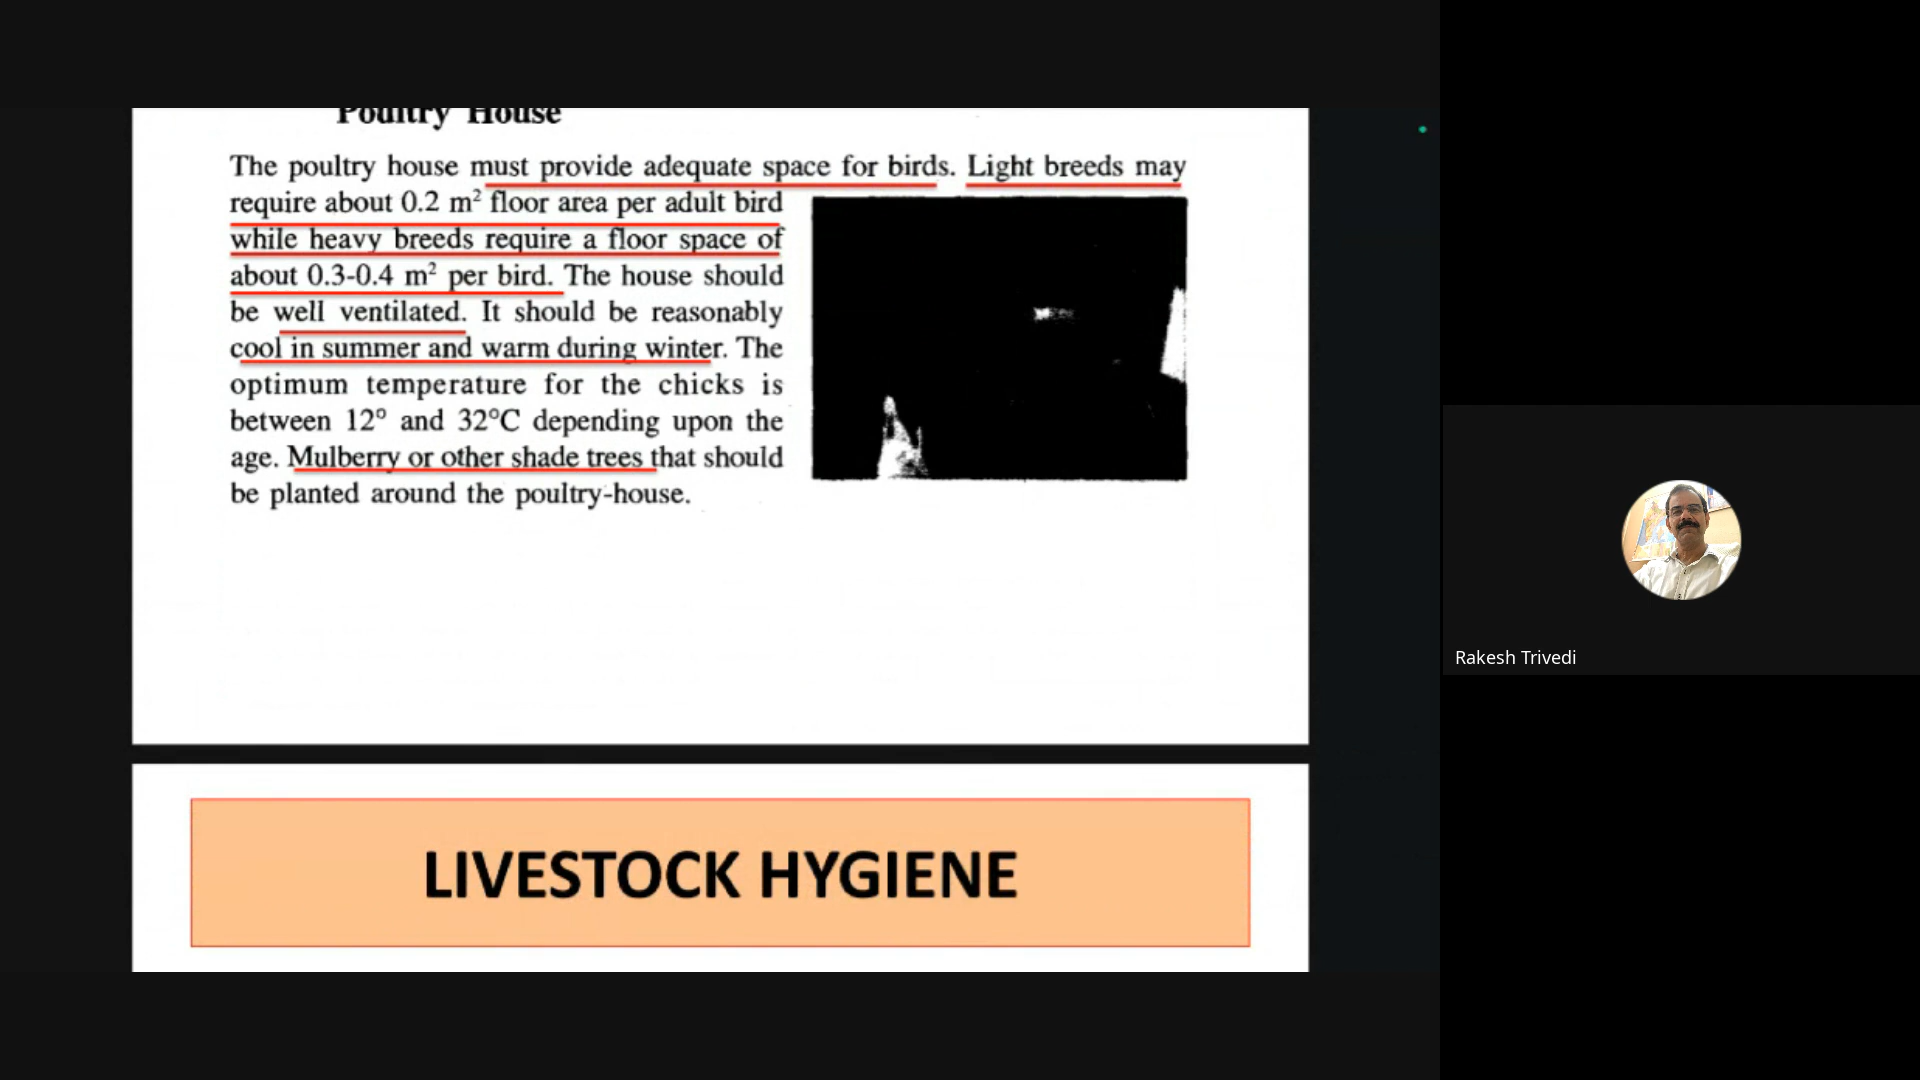 Poultry House
The poultry house must provide adequate space for birds. Light breeds may
require about 0.2 m² floor area per adult bird
while heavy breeds require a floor space of
about 0.3-0.4 m² per bird. The house should
be well ventilated. It should be reasonably
cool in summer and warm during winter. The
optimum temperature for the chicks is
between 12° and 32°C depending upon the
age. Mulberry or other shade trees that should
be planted around the poultry-house.
LIVESTOCK HYGIENE
Rakesh Trivedi